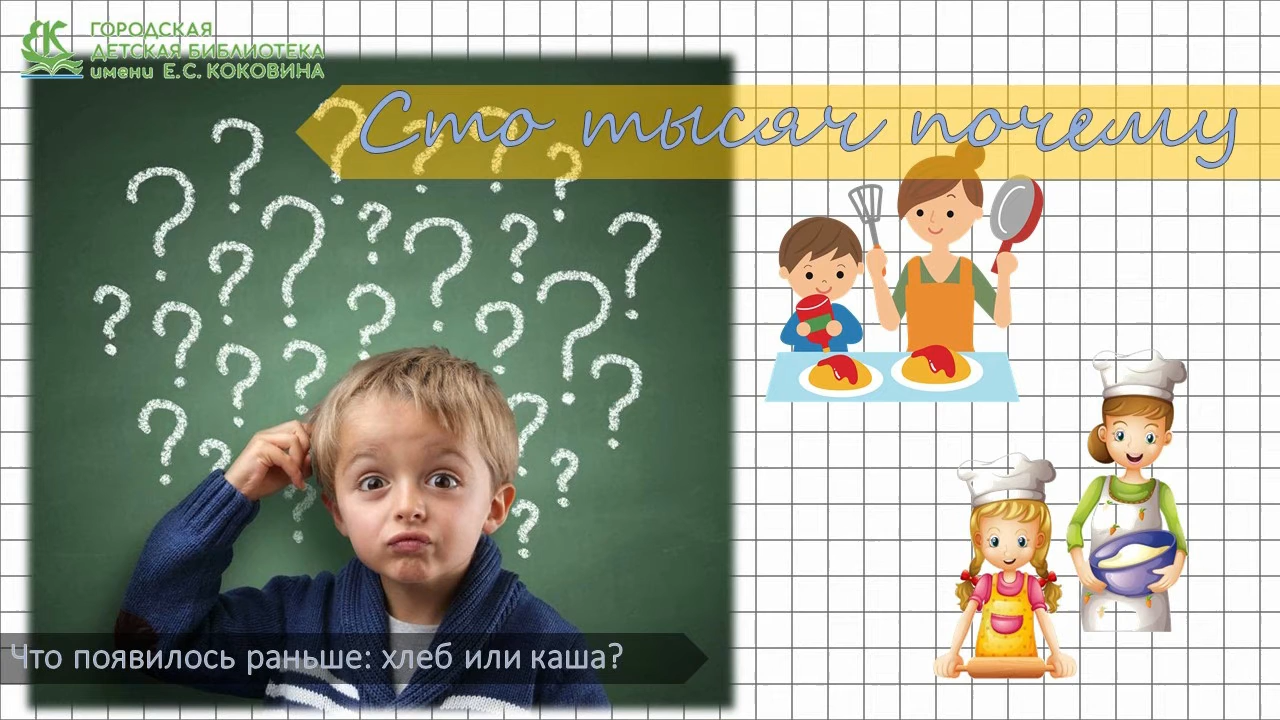 ГОРОДСКАЯ
ДЕТСКАЯ БИБЛИОТЕКА
имени Е.С. КОКОВИНА
Сто тысяч почему
Что появилось раньше: хлеб или каша?